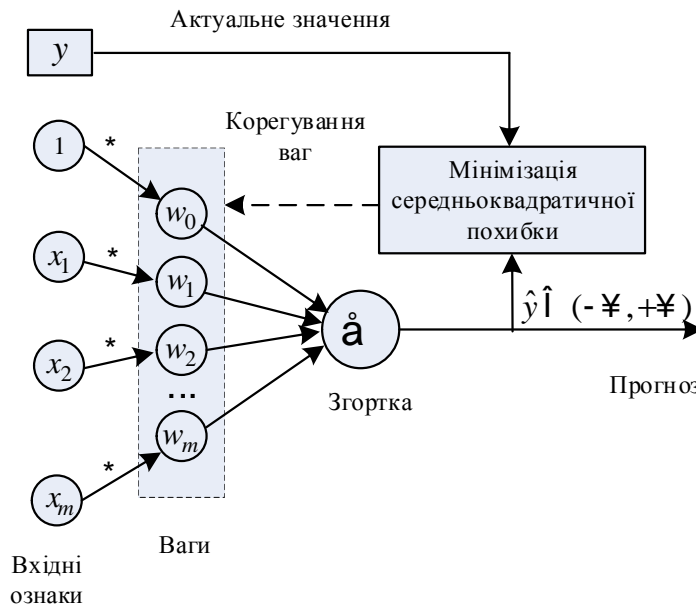 Актуальне значення
y
1
*
Корегування
ваг
Мінімізація
середньоквадратичної
похибки
w₀
x₁
*
w₁
x₂
*
w₂
...
å
ŷ Î (-¥,+¥)
Прогноз
Згортка
wₘ
*
xₘ
Ваги
Вхідні
ознаки